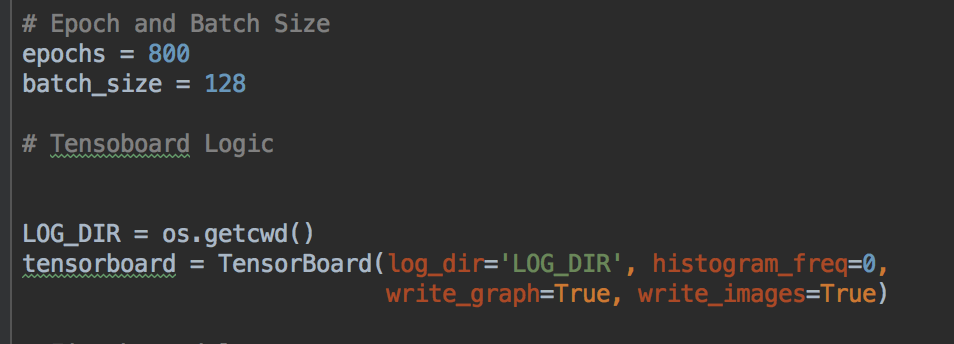 # Epoch and Batch Size
epochs = 800
batch_size = 128
# Tensoboard Logic
LOG_DIR = os.getcwd()
tensorboard = TensorBoard(log_dir='LOG_DIR', histogram_freq=0,
write_graph=True, write_images=True)